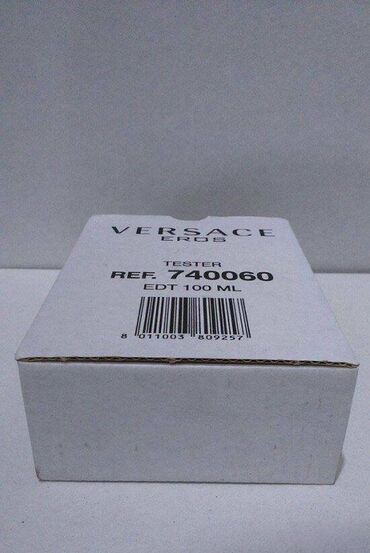 VERSACE
EROS
TESTER
REF. 740060
EDT 100 ML
8 011003 809257